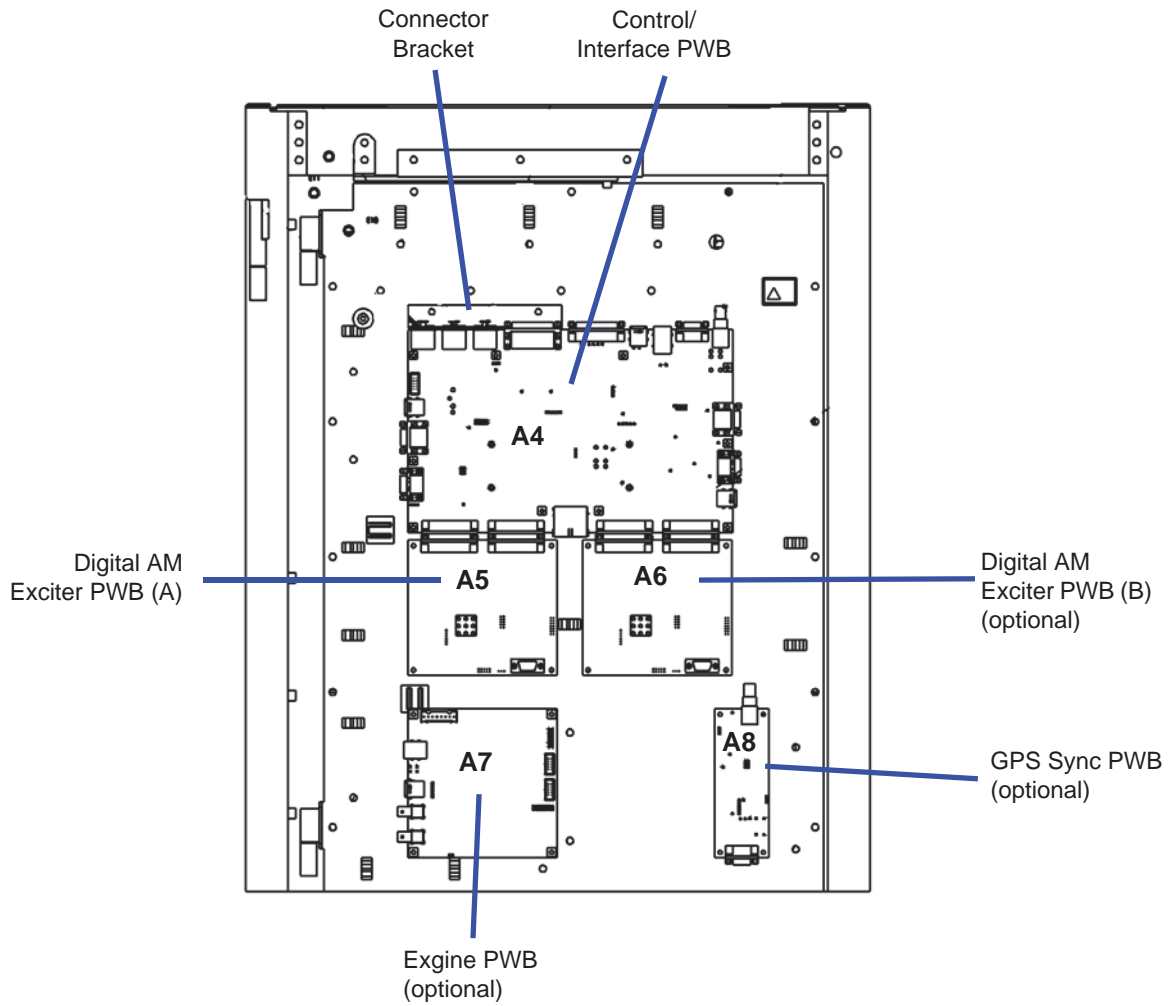 Connector
Bracket
Control/
Interface PWB
A4
Digital AM
Exciter PWB (A)
A5
A6
Digital AM
Exciter PWB (B)
(optional)
A7
A8
GPS Sync PWB
(optional)
Exgine PWB
(optional)